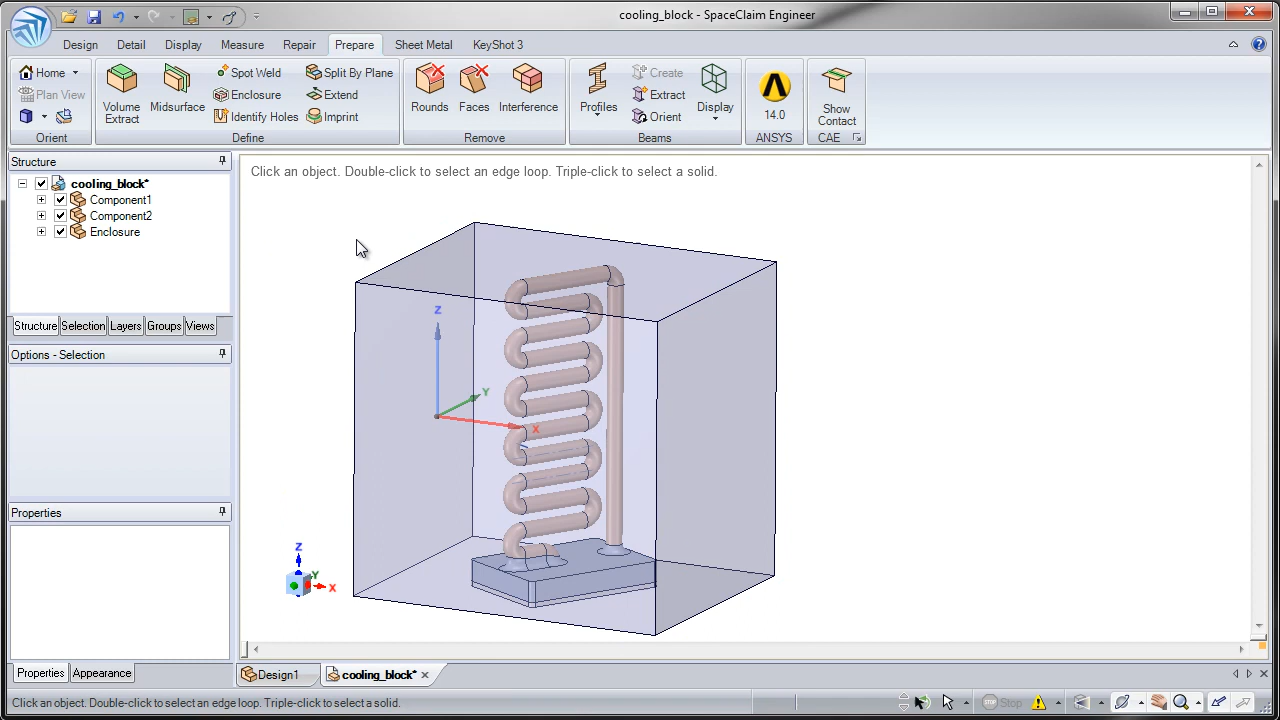 cooling_block - SpaceClaim Engineer
Design Detail Display Measure Repair Prepare Sheet Metal KeyShot 3
Home Spot Weld Split By Plane Create
Plan View Enclosure Extend Extract
Volume Extract Midsurface Identify Holes Imprint Rounds Faces Interference Profiles Orient Display 14.0 Show Contact
Orient Define Remove Beams ANSYS CAE
Structure
Click an object. Double-click to select an edge loop. Triple-click to select a solid.
cooling_block*
Component1
Component2
Enclosure
Z
Y
X
Structure Selection Layers Groups Views
Options - Selection
Properties
Z
Y
X
Properties Appearance
Design1 cooling_block*
Click an object. Double-click to select an edge loop. Triple-click to select a solid.
Stop